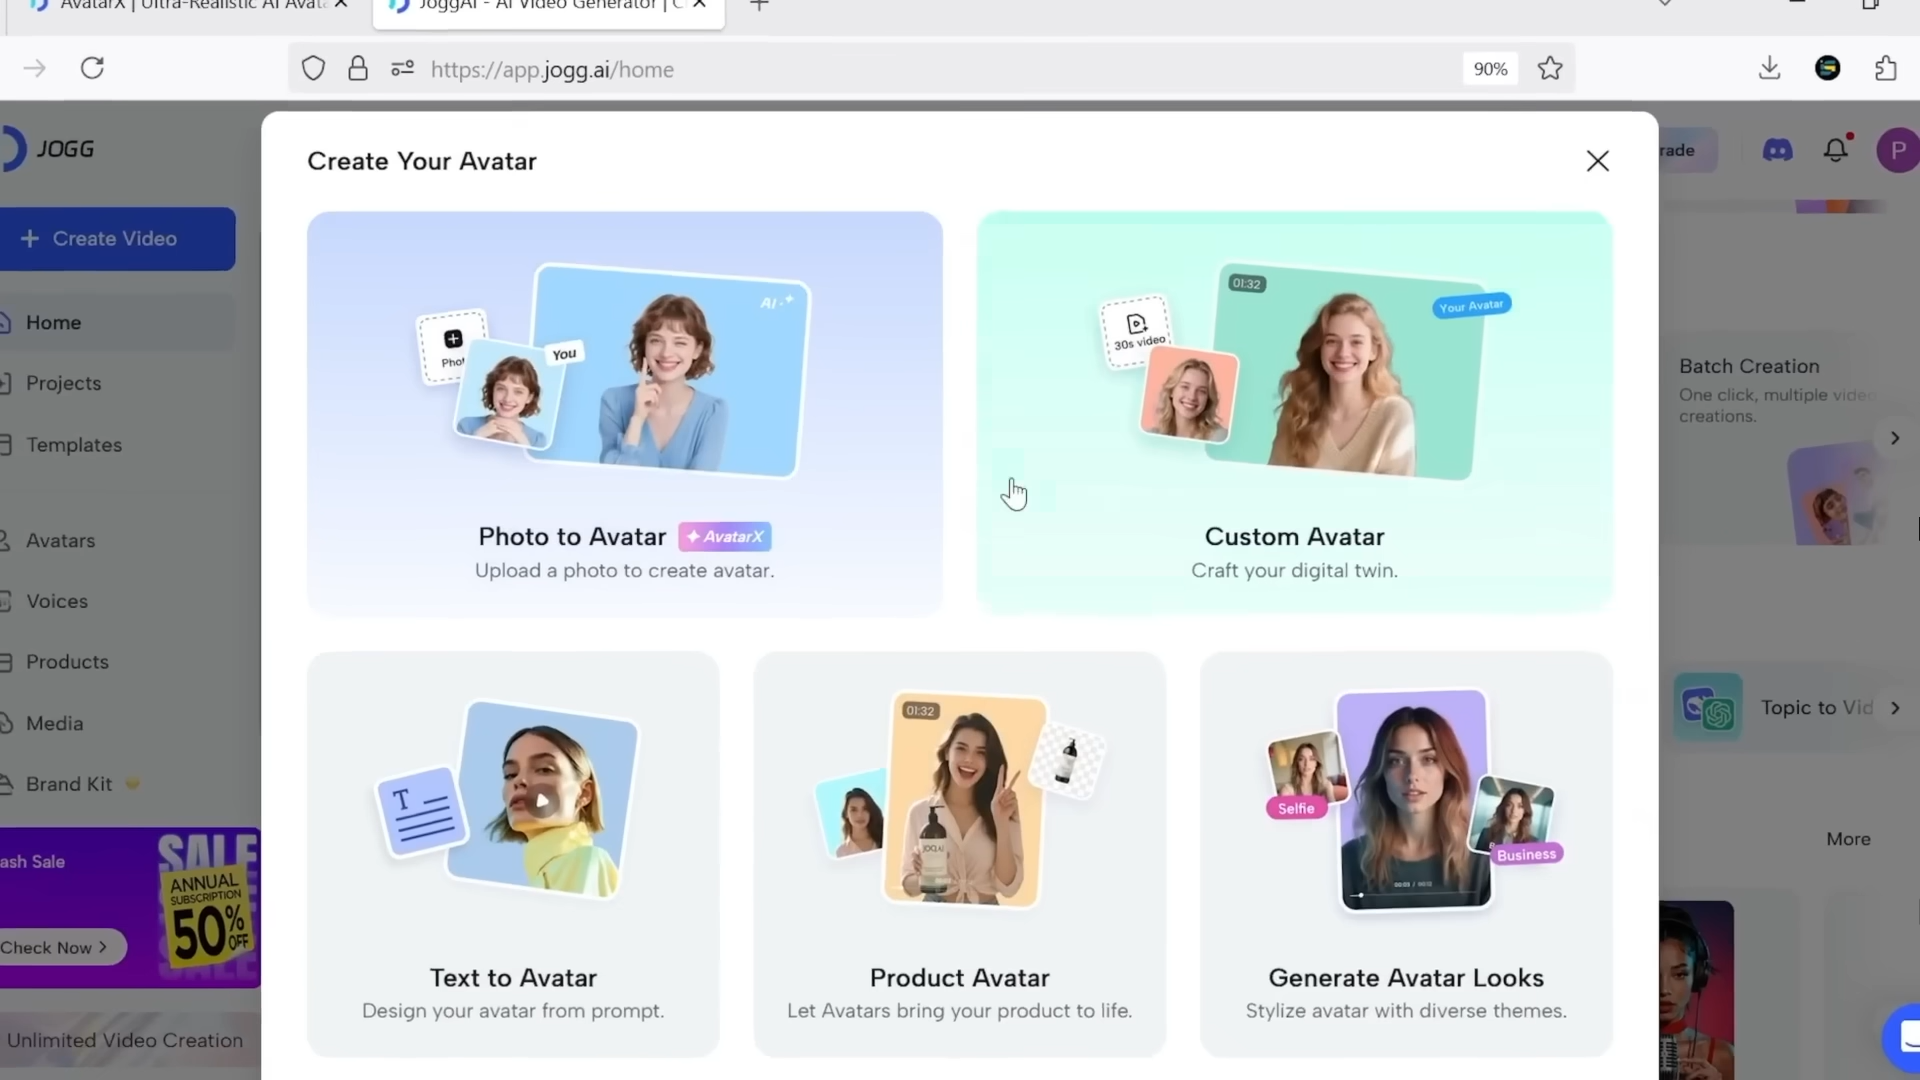 AvatarX | Ultra-Realistic AI Avata
JoggAI - AI Video Generator | C
https://app.jogg.ai/home
90%
JOGG
Create Your Avatar
rade
P
+ Create Video
Home
Projects
Templates
Avatars
Voices
Products
Media
Brand Kit
ash Sale
SALE
ANNUAL
SUBSCRIPTION
50%
OFF
SALE
Check Now >
Unlimited Video Creation
You
AI
Photo to Avatar
AvatarX
Upload a photo to create avatar.
30s video
01:32
Your Avatar
Custom Avatar
Craft your digital twin.
T
Text to Avatar
Design your avatar from prompt.
01:32
Product Avatar
Let Avatars bring your product to life.
Selfie
Business
Generate Avatar Looks
Stylize avatar with diverse themes.
Batch Creation
One click, multiple vide
creations.
Topic to Vid
More